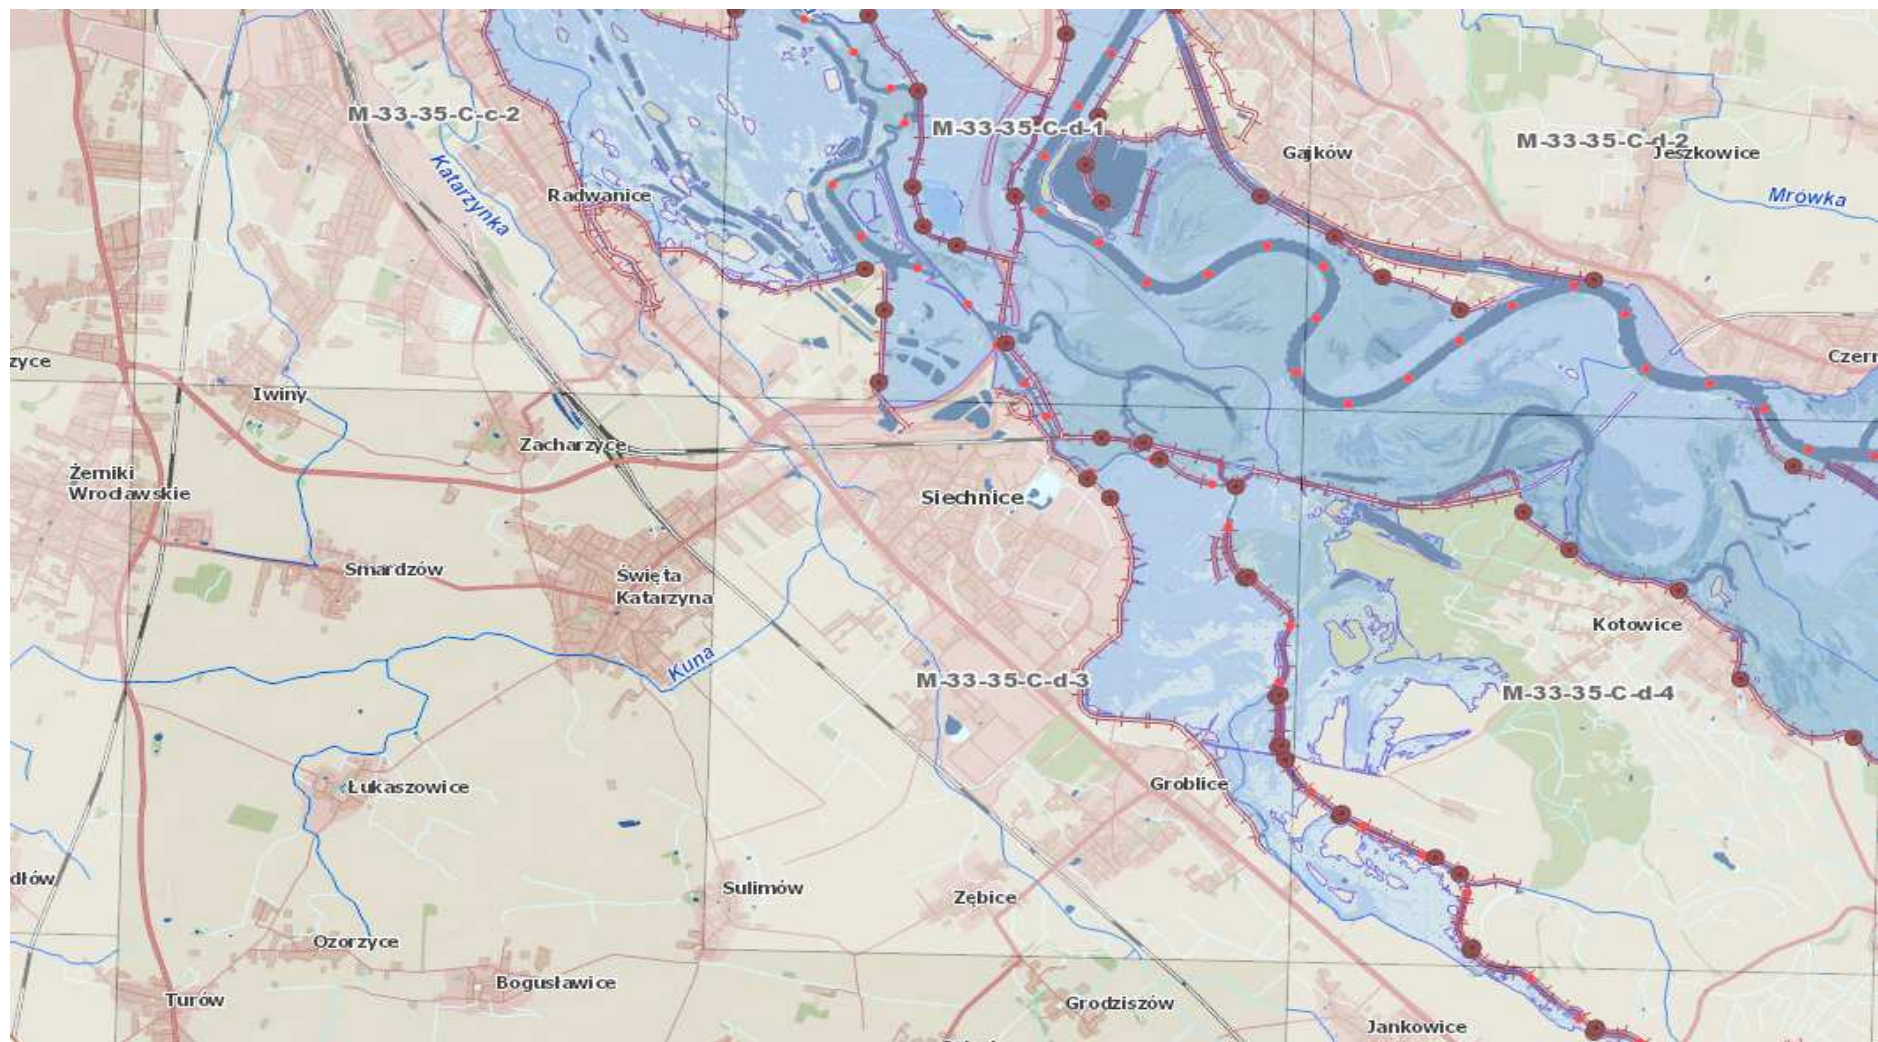 M-33-35-C-c-2
M-33-35-C-d-1
M-33-35-C-d-2
Gajków
Jeszkowice
Katarzynka
Radwanice
Mrówka
zyce
Czern
Iwiny
Zacharzyce
Żerniki
Wrocławskie
Siechnice
Smardzów
Święta
Katarzyna
Kotowice
Kuna
M-33-35-C-d-3
M-33-35-C-d-4
Łukaszowice
Groblice
dłów
Sulimów
Zębice
Ozorzyce
Bogusławice
Turów
Grodziszów
Jankowice